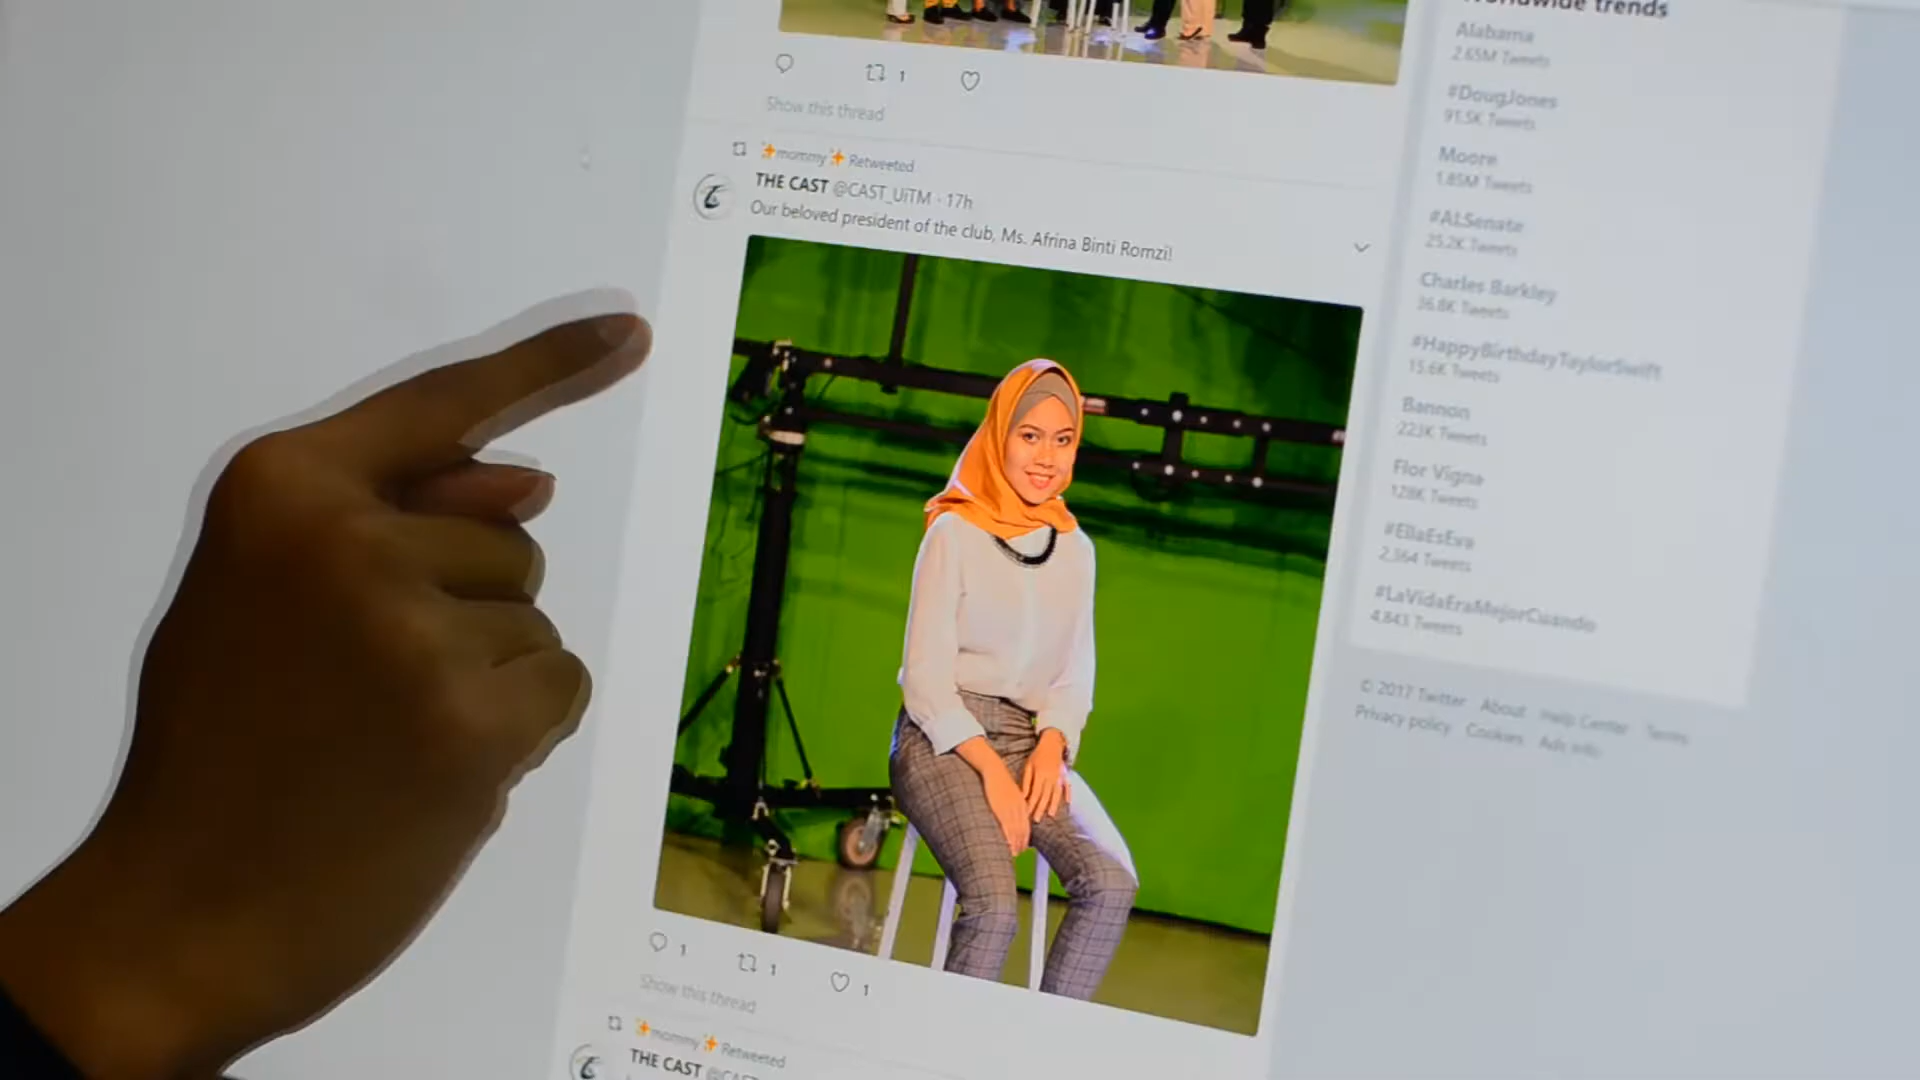 1
Show this thread
✨mommy✨ Retweeted
THE CAST @CAST_UiTM · 17h
Our beloved president of the club, Ms. Afrina Binti Romzi!
1 1 1
Show this thread
✨mommy✨ Retweeted
THE CAST
Worldwide trends
Alabama
2.65M Tweets
#DougJones
91.5K Tweets
Moore
1.85M Tweets
#ALSenate
25.2K Tweets
Charles Barkley
36.8K Tweets
#HappyBirthdayTaylorSwift
15.6K Tweets
Bannon
223K Tweets
Flor Vigna
128K Tweets
#EllaEsEva
2,364 Tweets
#LaVidaEraMejorCuando
4,843 Tweets
© 2017 Twitter About Help Center Terms
Privacy policy Cookies Ads info